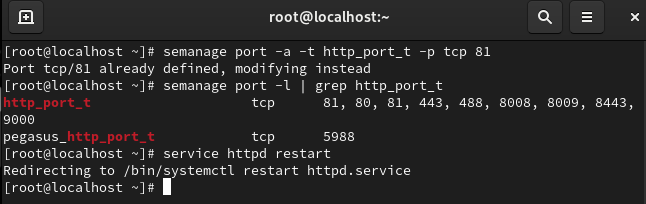 root@localhost:~
[root@localhost ~]# semanage port -a -t http_port_t -p tcp 81
Port tcp/81 already defined, modifying instead
[root@localhost ~]# semanage port -l | grep http_port_t
http_port_t                    tcp      81, 80, 81, 443, 488, 8008, 8009, 8443,
9000
pegasus_http_port_t            tcp      5988
[root@localhost ~]# service httpd restart
Redirecting to /bin/systemctl restart httpd.service
[root@localhost ~]#